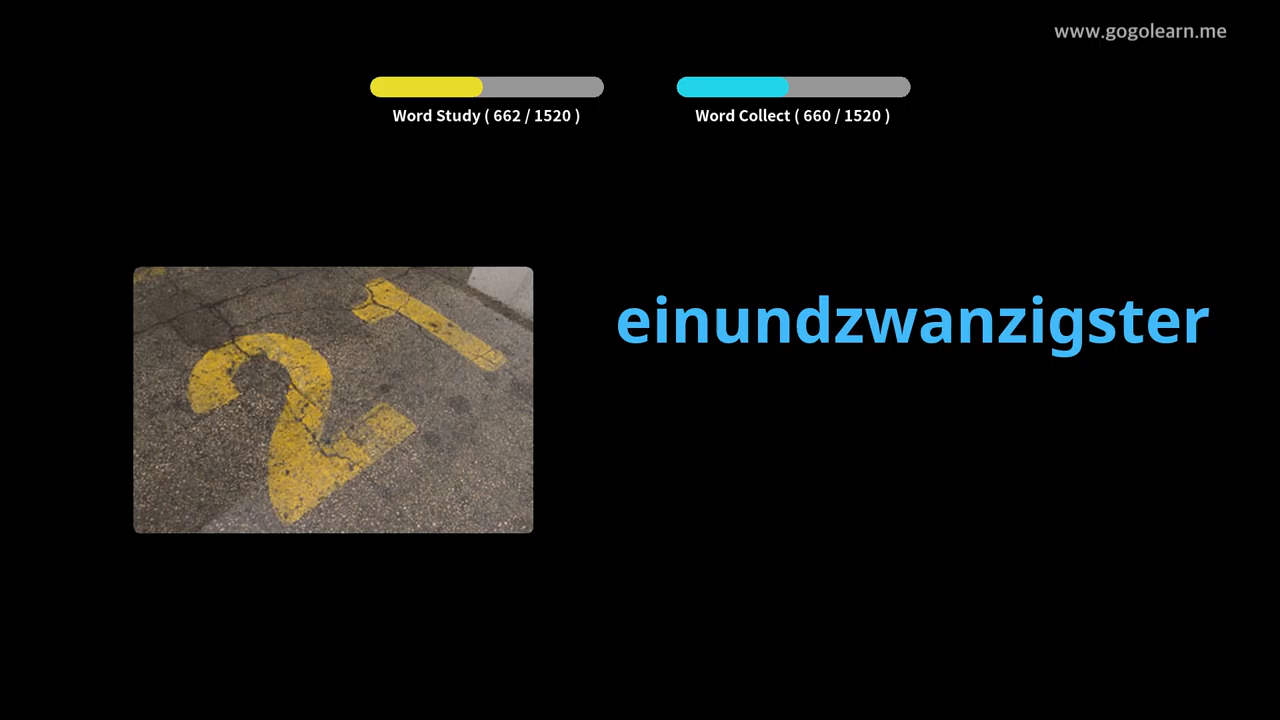 www.gogolearn.me
Word Study ( 662 / 1520 )
Word Collect ( 660 / 1520 )
21
einundzwanzigster